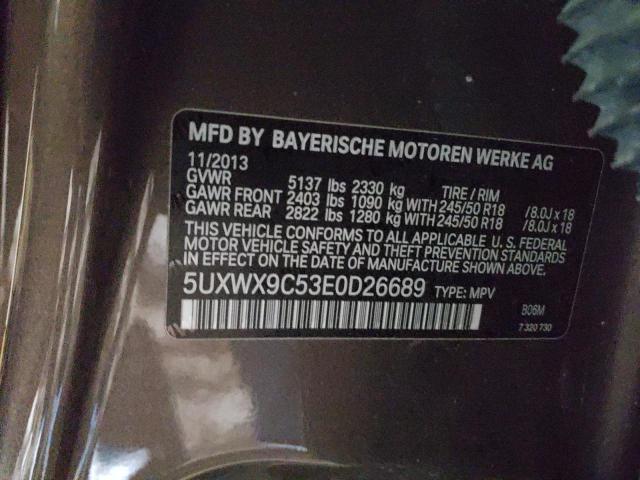 MFD BY BAYERISCHE MOTOREN WERKE AG
11/2013
GVWR 5137 lbs 2330 kg TIRE / RIM
GAWR FRONT 2403 lbs 1090 kg WITH 245/50 R18 /8.0J x 18
GAWR REAR 2822 lbs 1280 kg WITH 245/50 R18 /8.0J x 18
THIS VEHICLE CONFORMS TO ALL APPLICABLE U.S. FEDERAL
MOTOR VEHICLE SAFETY AND THEFT PREVENTION STANDARDS
IN EFFECT ON THE DATE OF MANUFACTURE SHOWN ABOVE.
5UXWX9C53E0D26689 TYPE: MPV
B06M
7 320 730